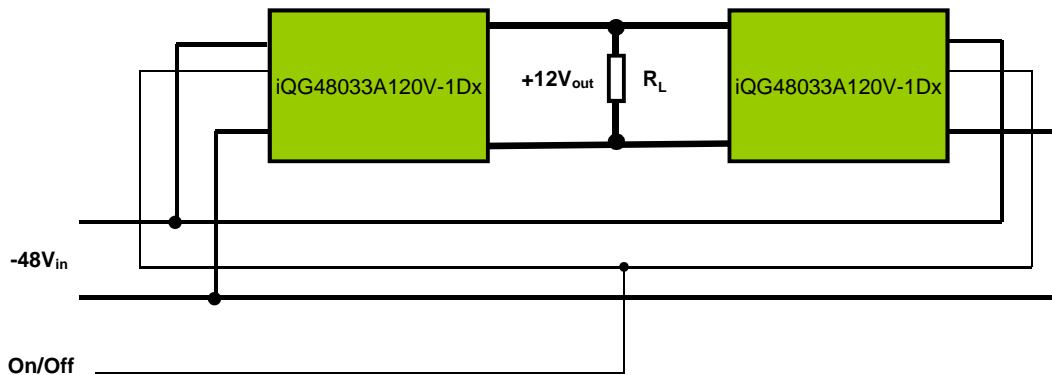 iQG48033A120V-1Dx
+12Vout
RL
iQG48033A120V-1Dx
-48Vin
On/Off